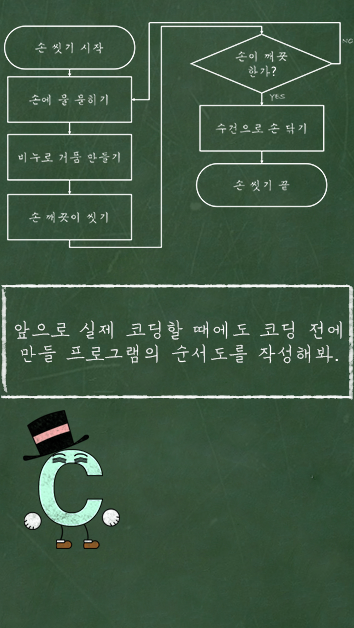 손 씻기 시작
손에 물 묻히기
비누로 거품 만들기
손 깨끗이 씻기
손이 깨끗
한가?
NO
YES
수건으로 손 닦기
손 씻기 끝
앞으로 실제 코딩할 때에도 코딩 전에
만들 프로그램의 순서도를 작성해봐.
C